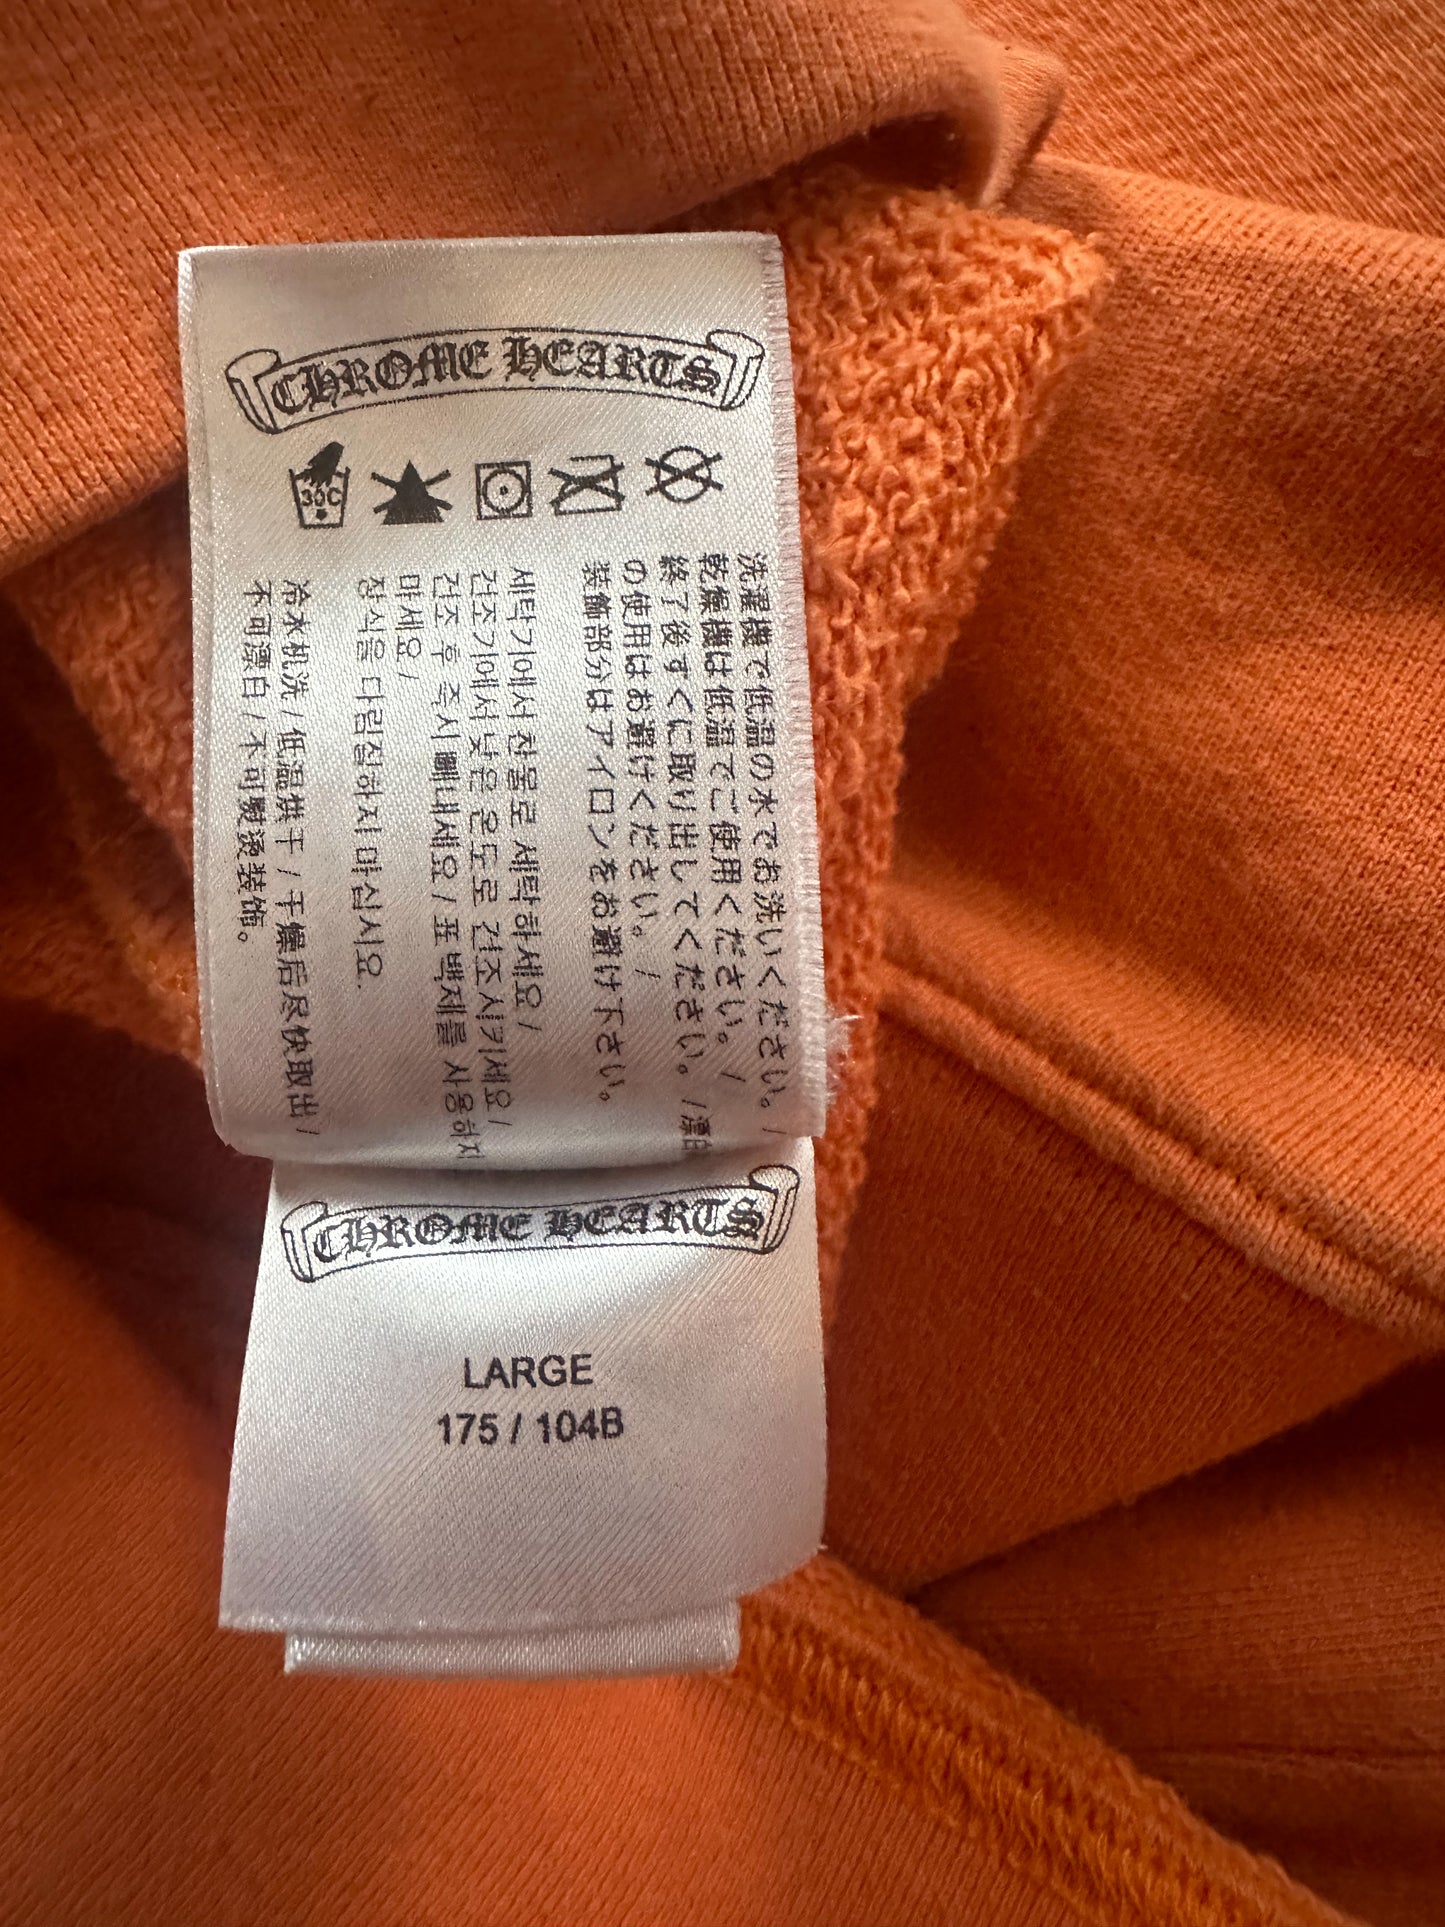 CHROME HEARTS
30C
洗濯機で低温の水でお洗いください。/
乾燥機は低温でご使用ください。/
終了後すぐに取り出してください。/漂白
の使用はお避けください。/
装飾部分はアイロンをお避け下さい。
세탁기에서 찬물로 세탁하세요 /
건조기에서 낮은 온도로 건조시키세요 /
건조 후 즉시 빼내세요 / 표백제를 사용하지
마세요 /
장식을 다림질하지 마십시요.
冷水机洗 / 低温烘干 / 干燥后尽快取出 /
不可漂白 / 不可熨烫装饰。
CHROME HEARTS
LARGE
175 / 104B